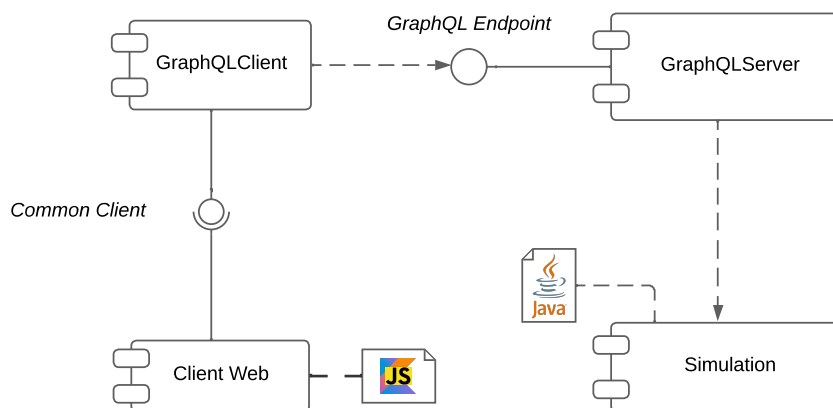 GraphQL Endpoint
GraphQLClient
GraphQLServer
Common Client
Java
Simulation
Client Web
JS